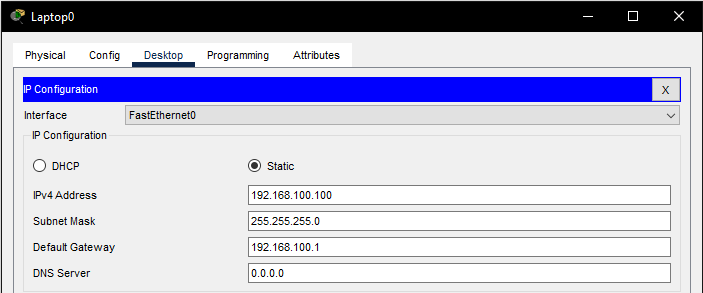 Laptop0
Physical Config Desktop Programming Attributes
IP Configuration X
Interface FastEthernet0
IP Configuration
DHCP Static
IPv4 Address 192.168.100.100
Subnet Mask 255.255.255.0
Default Gateway 192.168.100.1
DNS Server 0.0.0.0